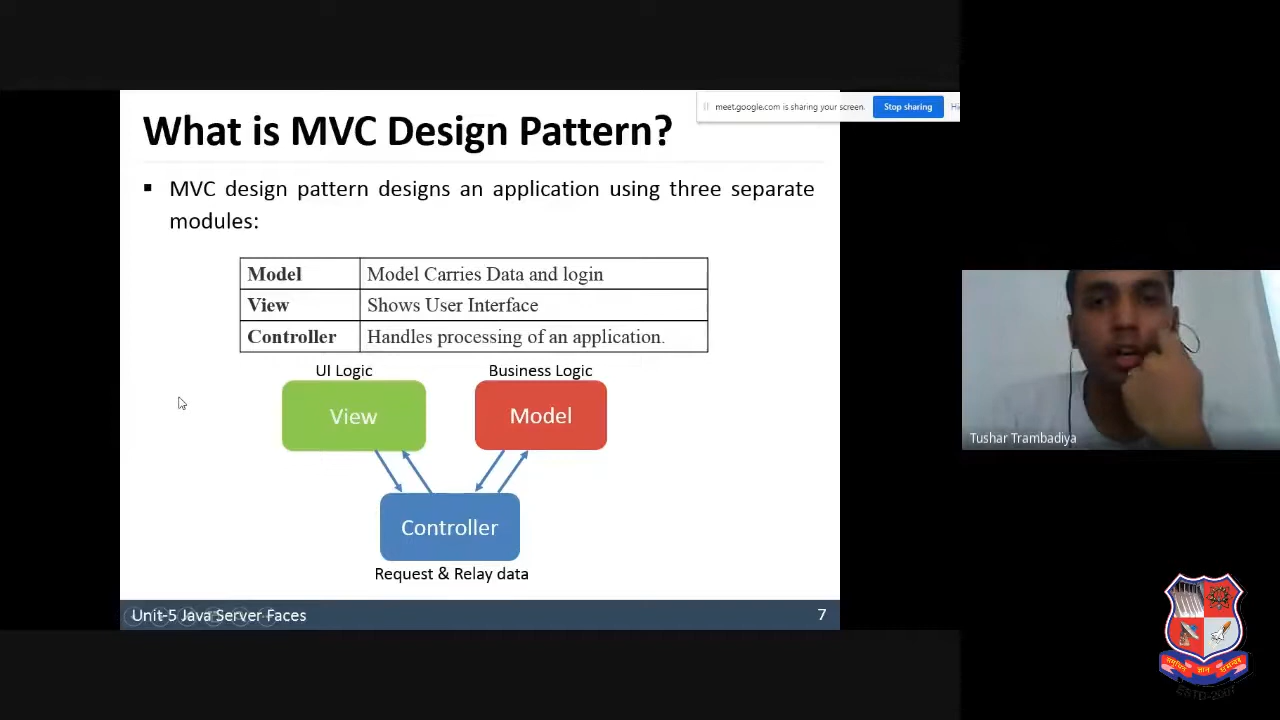 meet.google.com is sharing your screen.
Stop sharing
What is MVC Design Pattern?
MVC design pattern designs an application using three separate
modules:
Model Model Carries Data and login
View Shows User Interface
Controller Handles processing of an application.
UI Logic Business Logic
View Model
Controller
Request & Relay data
Unit-5 Java Server Faces 7
Tushar Trambadiya
ESTD-2007